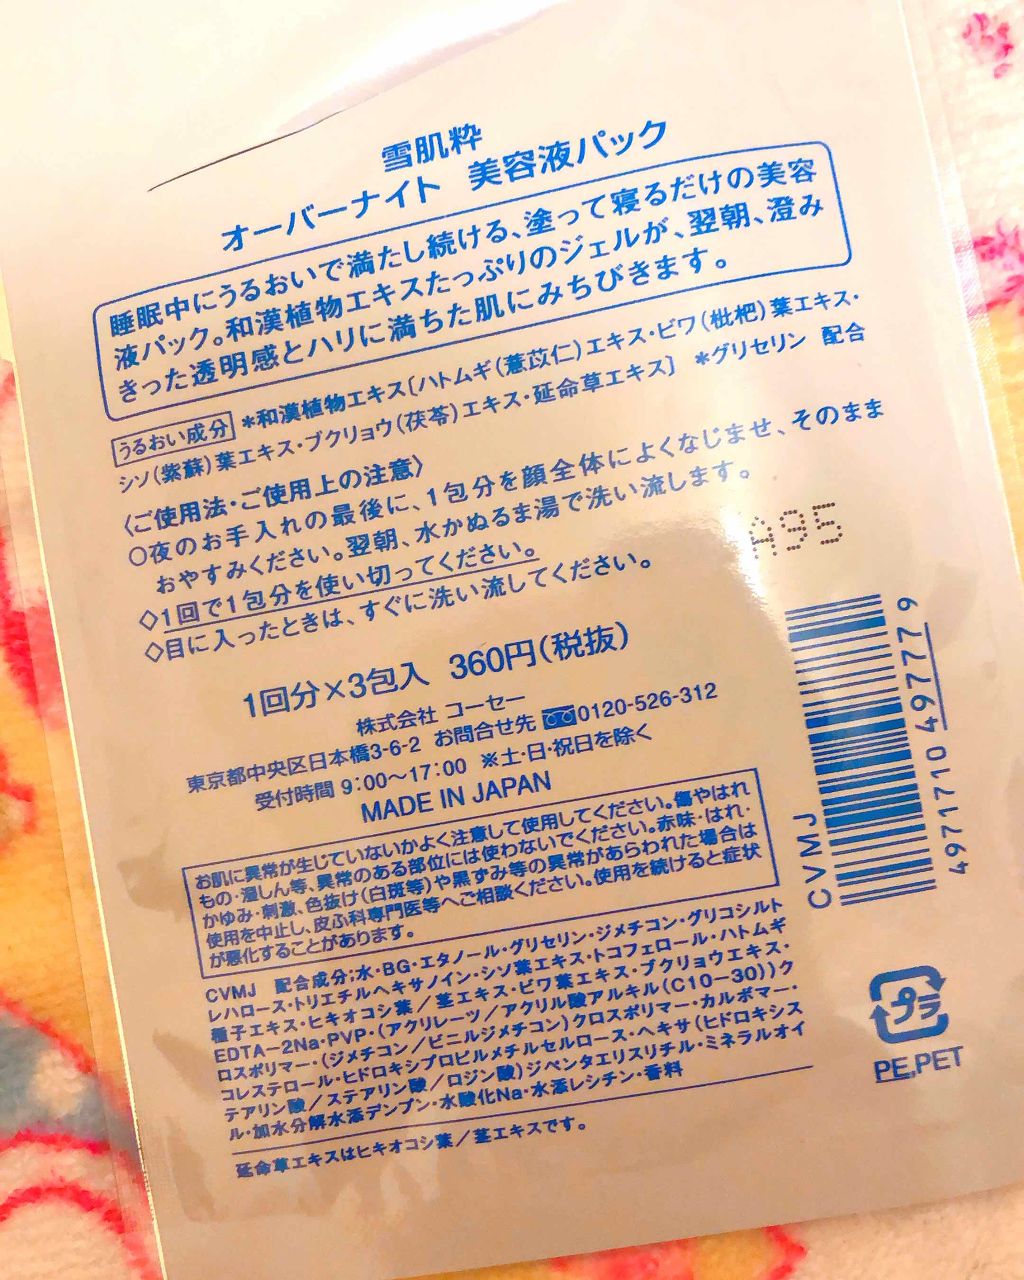 雪肌粋
オーバーナイト 美容液パック
睡眠中にうるおいで満たし続ける、塗って寝るだけの美容
液パック。和漢植物エキスたっぷりのジェルが、翌朝、澄み
きった透明感とハリに満ちた肌にみちびきます。
うるおい成分 *和漢植物エキス[ハトムギ(薏苡仁)エキス・ビワ(枇杷)葉エキス・
シソ(紫蘇)葉エキス・ブクリョウ(茯苓)エキス・延命草エキス] *グリセリン 配合
〈ご使用法・ご使用上の注意〉
○夜のお手入れの最後に、1包分を顔全体によくなじませ、そのまま
おやすみください。翌朝、水かぬるま湯で洗い流します。
◇1回で1包分を使い切ってください。
◇目に入ったときは、すぐに洗い流してください。
A95
1回分×3包入 360円(税抜)
株式会社 コーセー
東京都中央区日本橋3-6-2 お問合せ先 0120-526-312
受付時間 9:00～17:00 ※土・日・祝日を除く
MADE IN JAPAN
お肌に異常が生じていないかよく注意して使用してください。傷やはれ
もの・湿しん等、異常のある部位には使わないでください。赤味・はれ・
かゆみ・刺激、色抜け(白斑等)や黒ずみ等の異常があらわれた場合は
使用を中止し、皮ふ科専門医等へご相談ください。使用を続けると症状
が悪化することがあります。
CVMJ 配合成分;水・BG・エタノール・グリセリン・ジメチコン・グリコシルト
レハロース・トリエチルヘキサノイン・シソ葉エキス・トコフェロール・ハトムギ
種子エキス・ヒキオコシ葉/茎エキス・ビワ葉エキス・ブクリョウエキス・
EDTA-2Na・PVP・(アクリレーツ/アクリル酸アルキル(C10-30))ク
ロスポリマー・(ジメチコン/ビニルジメチコン)クロスポリマー・カルボマー・
コレステロール・ヒドロキシプロピルメチルセルロース・ヘキサ(ヒドロキシス
テアリン酸/ステアリン酸/ロジン酸)ジペンタエリスリチル・ミネラルオイ
ル・加水分解水添デンプン・水酸化Na・水添レシチン・香料
延命草エキスはヒキオコシ葉/茎エキスです。
CVMJ
4971710 497779
プラ
PE,PET